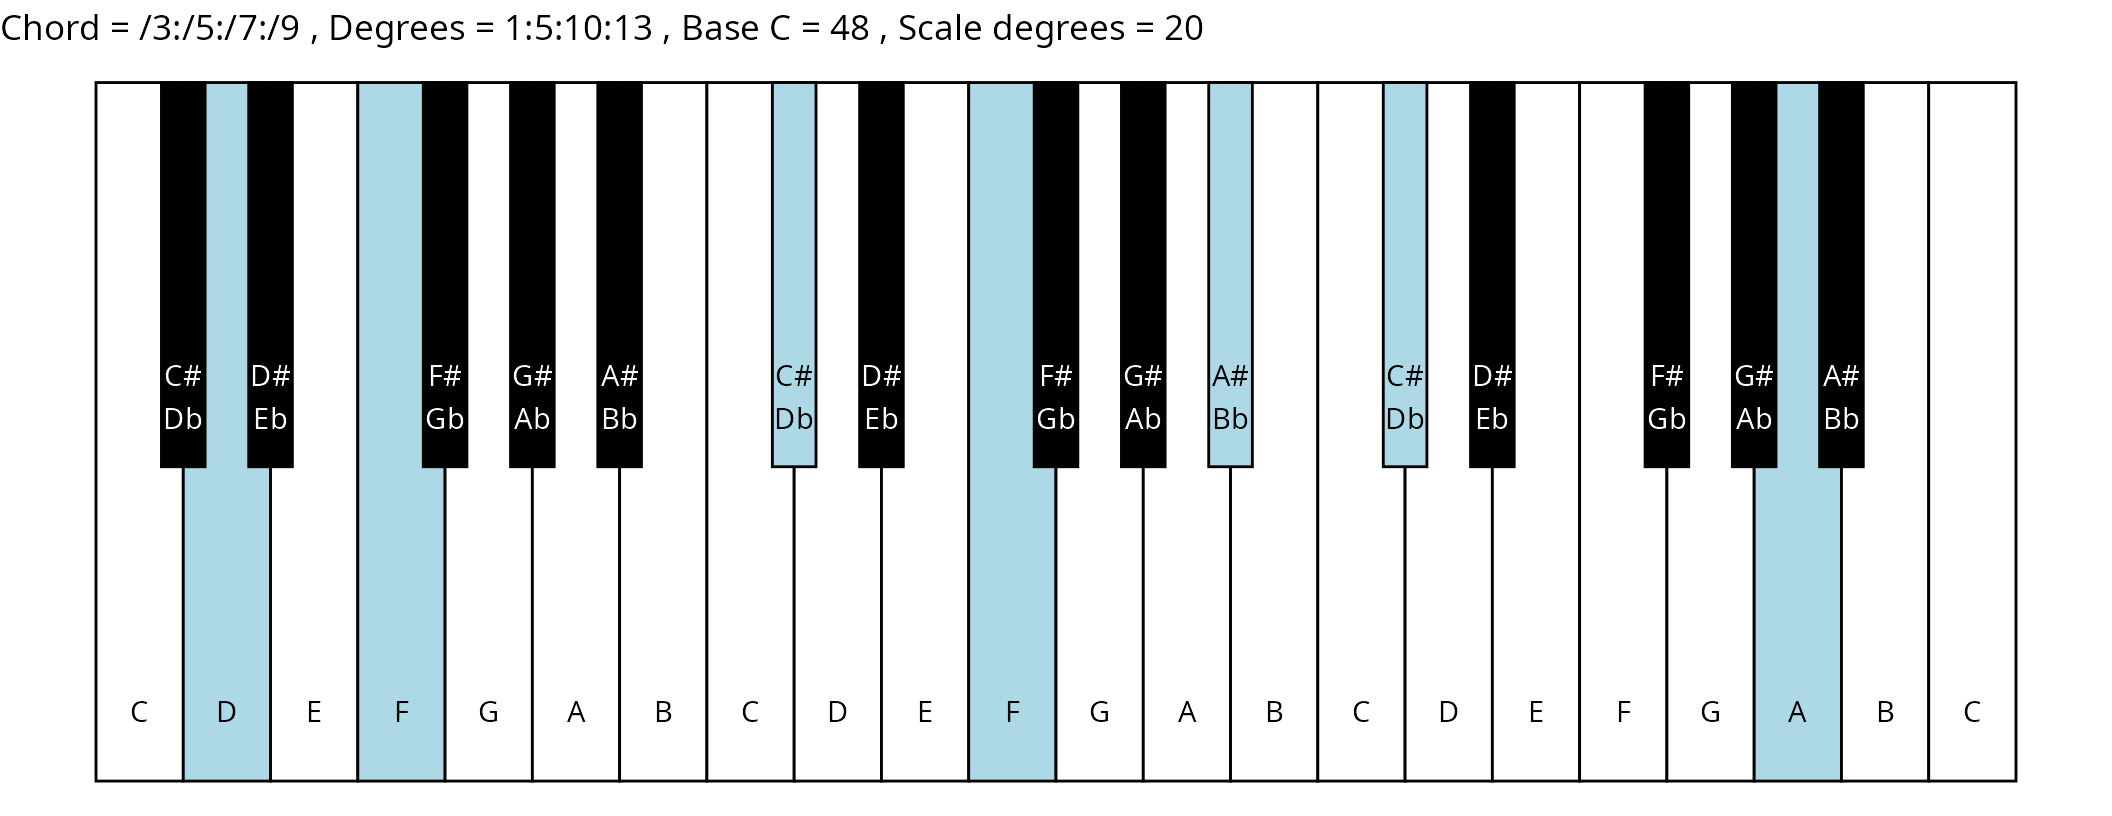 Chord = /3:/5:/7:/9 , Degrees = 1:5:10:13 , Base C = 48 , Scale degrees = 20
C# D# F# G# A# C# D# F# G# A# C# D# F# G# A#
Db Eb Gb Ab Bb Db Eb Gb Ab Bb Db Eb Gb Ab Bb
C D E F G A B C D E F G A B C D E F G A B C